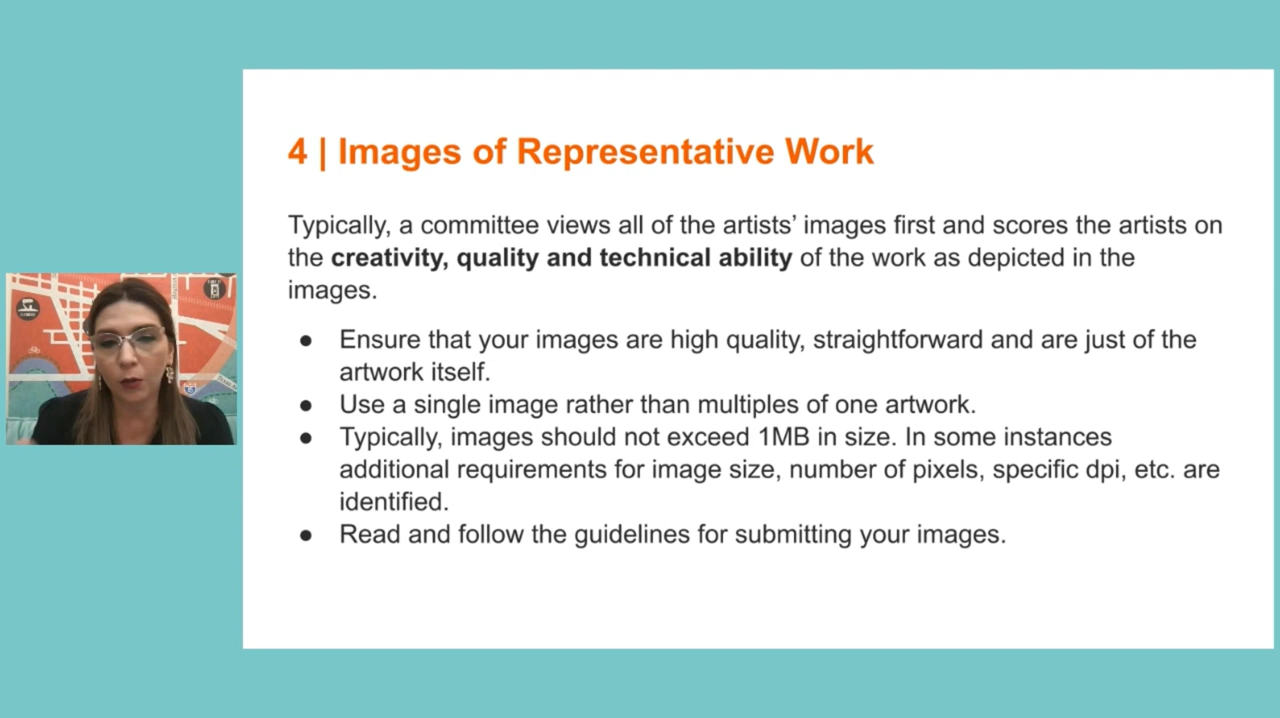 4 | Images of Representative Work
Typically, a committee views all of the artists’ images first and scores the artists on
the creativity, quality and technical ability of the work as depicted in the
images.
● Ensure that your images are high quality, straightforward and are just of the
artwork itself.
● Use a single image rather than multiples of one artwork.
● Typically, images should not exceed 1MB in size. In some instances
additional requirements for image size, number of pixels, specific dpi, etc. are
identified.
● Read and follow the guidelines for submitting your images.